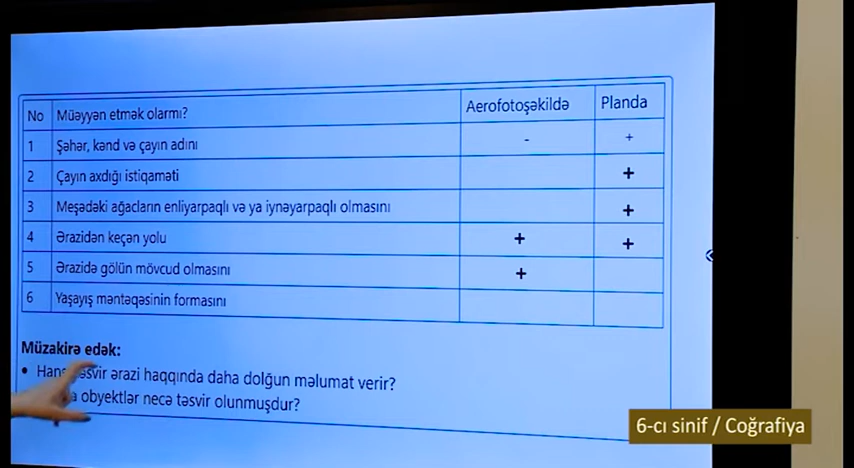 No Müəyyən etmək olarmı? Aerofotoşəkildə Planda
1 Şəhər, kənd və çayın adını - +
2 Çayın axdığı istiqaməti +
3 Meşədəki ağacların enliyarpaqlı və ya iynəyarpaqlı olmasını +
4 Ərazidən keçən yolu + +
5 Ərazidə gölün mövcud olmasını +
6 Yaşayış məntəqəsinin formasını
Müzakirə edək:
• təsvir ərazi haqqında daha dolğun məlumat verir?
obyektlər necə təsvir olunmuşdur?
6-cı sinif / Coğrafiya